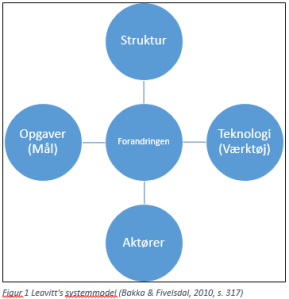 Struktur
Opgaver
(Mål)
Forandringen
Teknologi
(Værktøj)
Aktører
Figur 1 Leavitt's systemmodel (Bakka & Fivelsdal, 2010, s. 317)